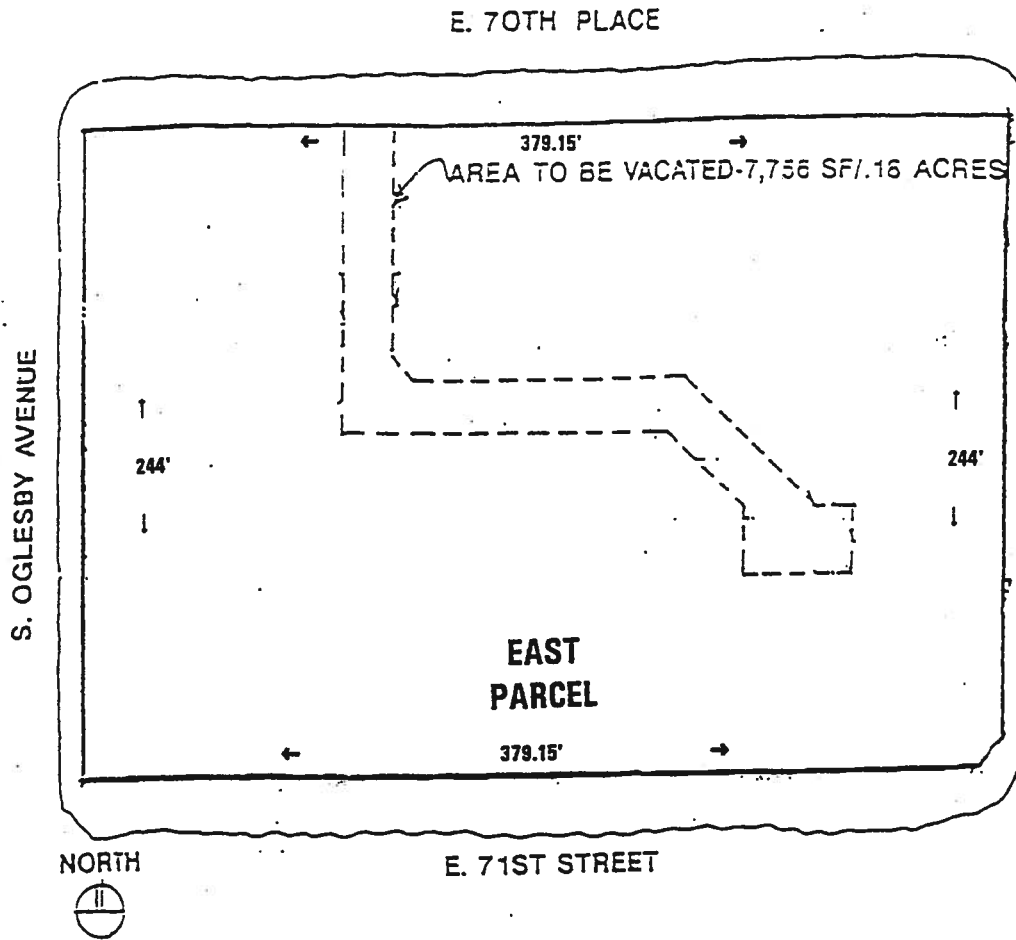 E. 70TH PLACE
379.15'
AREA TO BE VACATED-7,756 SF/.18 ACRES
S. OGLESBY AVENUE
244'
244'
EAST
PARCEL
379.15'
NORTH
E. 71ST STREET